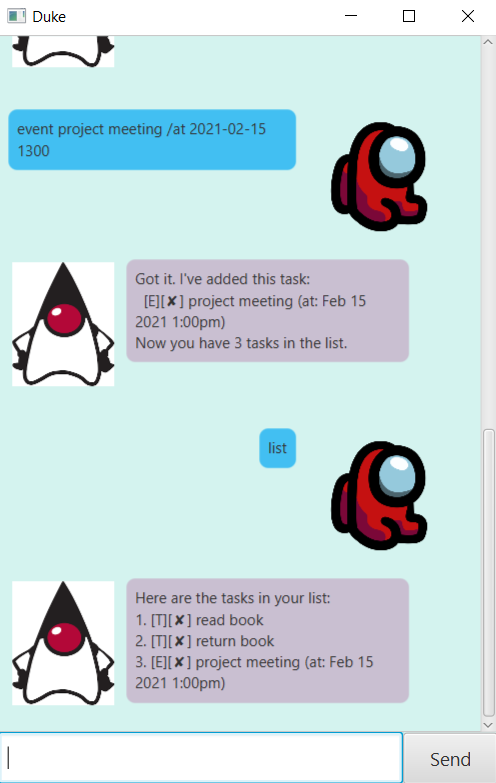 Duke
event project meeting /at 2021-02-15
1300
Got it. I've added this task:
[E][✘] project meeting (at: Feb 15
2021 1:00pm)
Now you have 3 tasks in the list.
list
Here are the tasks in your list:
1. [T][✘] read book
2. [T][✘] return book
3. [E][✘] project meeting (at: Feb 15
2021 1:00pm)
Send